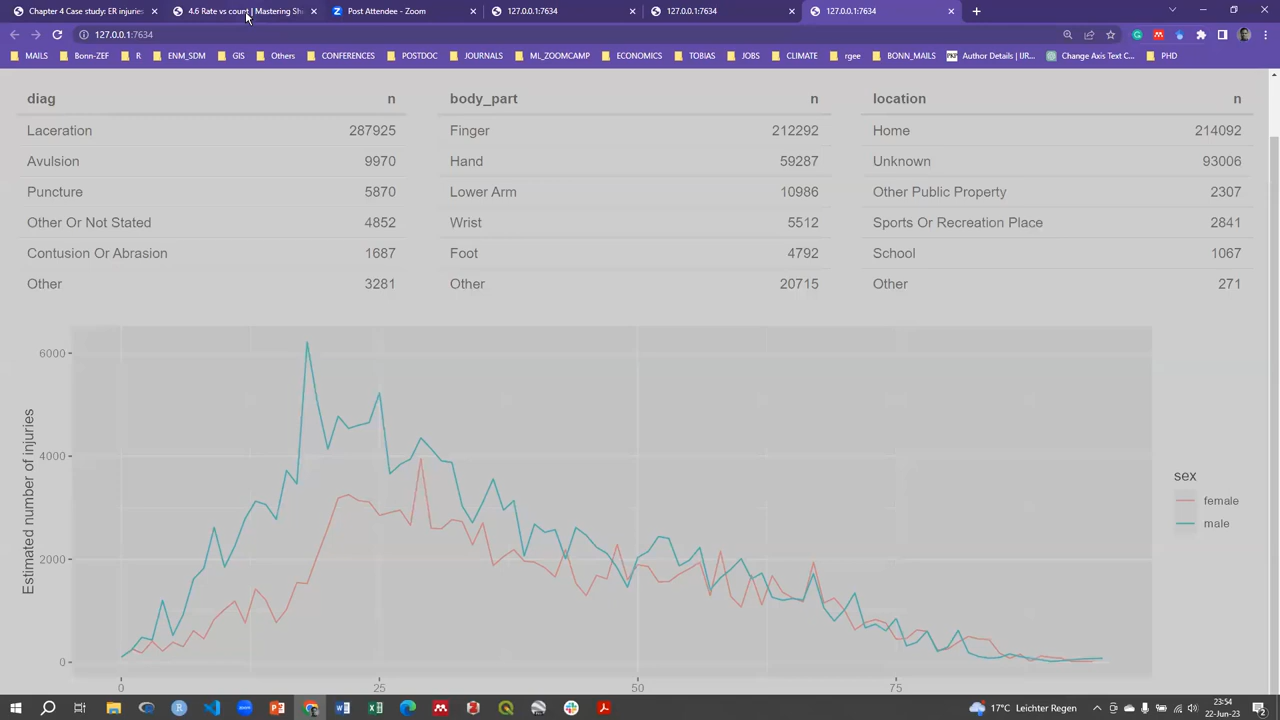 Chapter 4 Case study: ER injuries
4.6 Rate vs count | Mastering Sh
Post Attendee - Zoom
127.0.0.1:7634
127.0.0.1:7634
127.0.0.1:7634
127.0.0.1:7634
MAILS Bonn-ZEF R ENM_SDM GIS Others CONFERENCES POSTDOC JOURNALS ML_ZOOMCAMP ECONOMICS TOBIAS JOBS CLIMATE rgee BONN_MAILS Author Details | IJR... Change Axis Text C... PHD
diag n body_part n location n
Laceration 287925 Finger 212292 Home 214092
Avulsion 9970 Hand 59287 Unknown 93006
Puncture 5870 Lower Arm 10986 Other Public Property 2307
Other Or Not Stated 4852 Wrist 5512 Sports Or Recreation Place 2841
Contusion Or Abrasion 1687 Foot 4792 School 1067
Other 3281 Other 20715 Other 271
6000
4000
2000
0
Estimated number of injuries
0 25 50 75
sex
female
male
17°C Leichter Regen
23:54
22-Jun-23